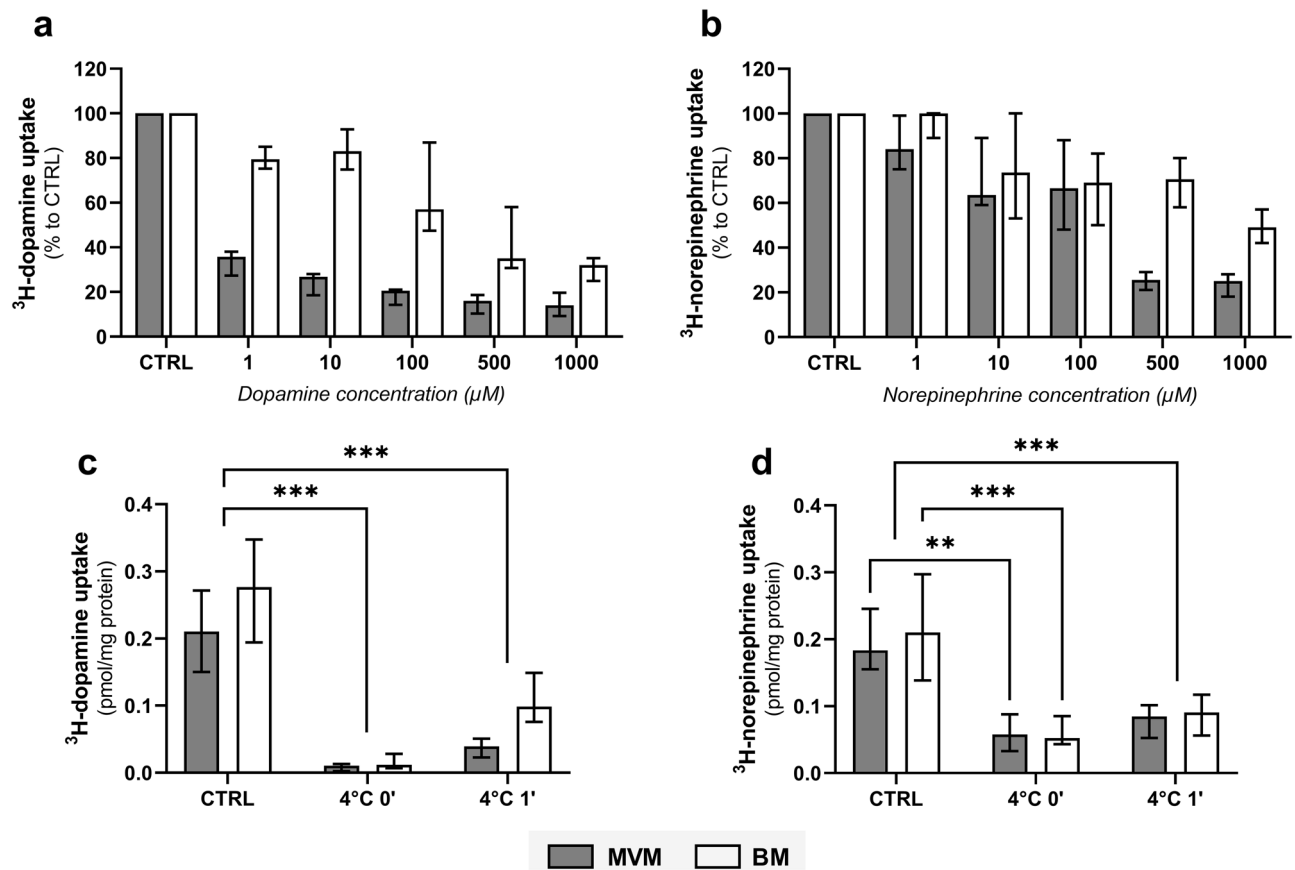 a
120
100
80
60
40
20
0
³H-dopamine uptake
(% to CTRL)
CTRL 1 10 100 500 1000
Dopamine concentration (µM)
b
120
100
80
60
40
20
0
³H-norepinephrine uptake
(% to CTRL)
CTRL 1 10 100 500 1000
Norepinephrine concentration (µM)
c
***
***
0.4
0.3
0.2
0.1
0.0
³H-dopamine uptake
(pmol/mg protein)
CTRL 4°C 0' 4°C 1'
d
***
***
**
0.4
0.3
0.2
0.1
0.0
³H-norepinephrine uptake
(pmol/mg protein)
CTRL 4°C 0' 4°C 1'
MVM BM